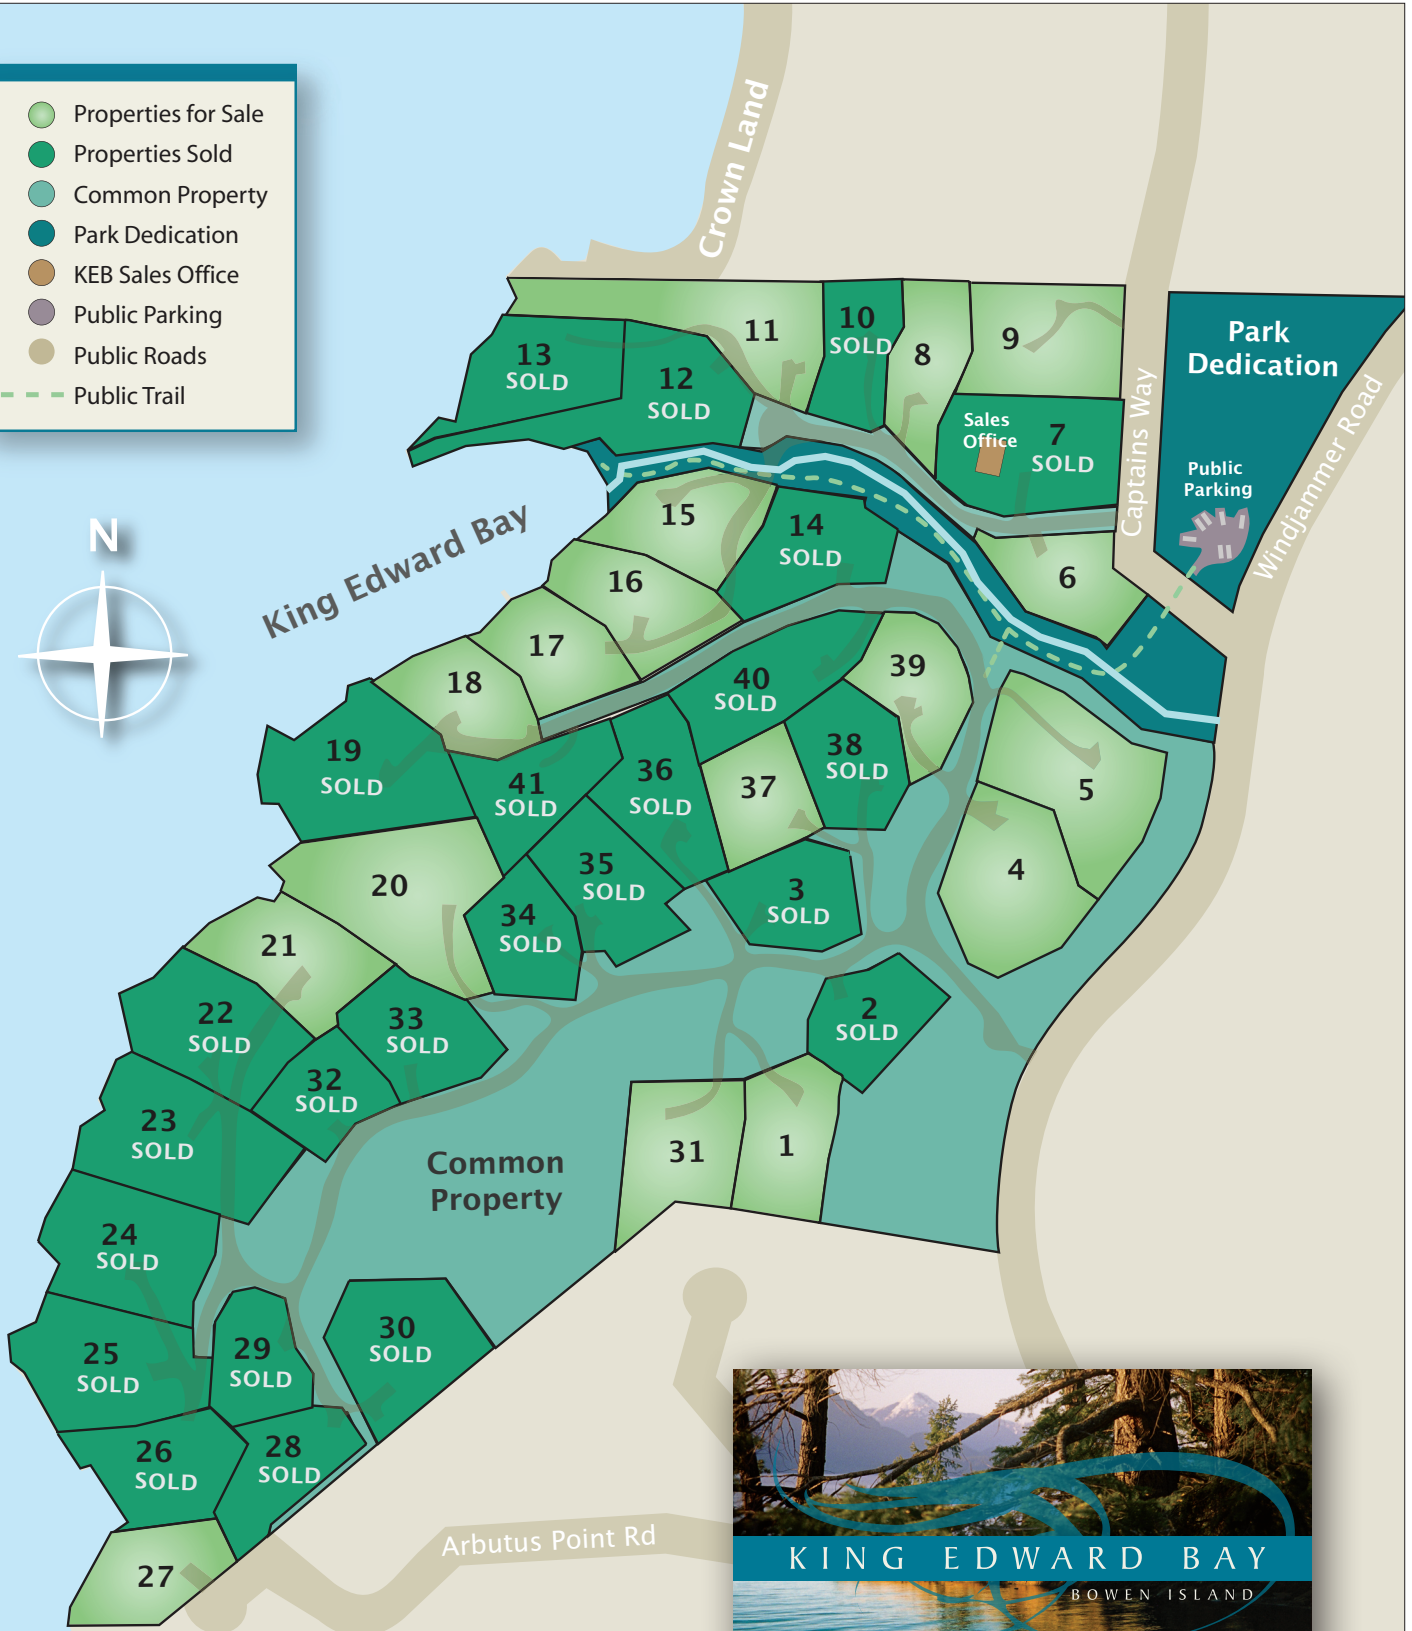 Properties for Sale
Properties Sold
Common Property
Park Dedication
KEB Sales Office
Public Parking
Public Roads
Public Trail
Crown Land
Captains Way
Windjammer Road
Park
Dedication
Public
Parking
N
King Edward Bay
11
10
SOLD
8
9
13
SOLD
12
SOLD
Sales
Office
7
SOLD
15
14
SOLD
6
16
17
18
40
SOLD
39
19
SOLD
41
SOLD
36
SOLD
37
38
SOLD
5
4
20
35
SOLD
34
SOLD
3
SOLD
21
22
SOLD
33
SOLD
2
SOLD
32
SOLD
23
SOLD
31
1
Common
Property
24
SOLD
25
SOLD
29
SOLD
30
SOLD
26
SOLD
28
SOLD
27
Arbutus Point Rd
KING EDWARD BAY
BOWEN ISLAND